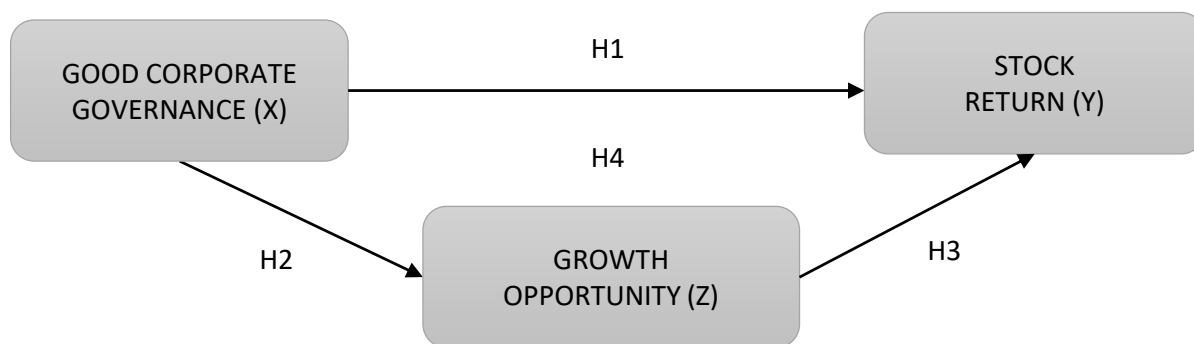 H1
GOOD CORPORATE
GOVERNANCE (X)
STOCK
RETURN (Y)
H4
H2
GROWTH
OPPORTUNITY (Z)
H3